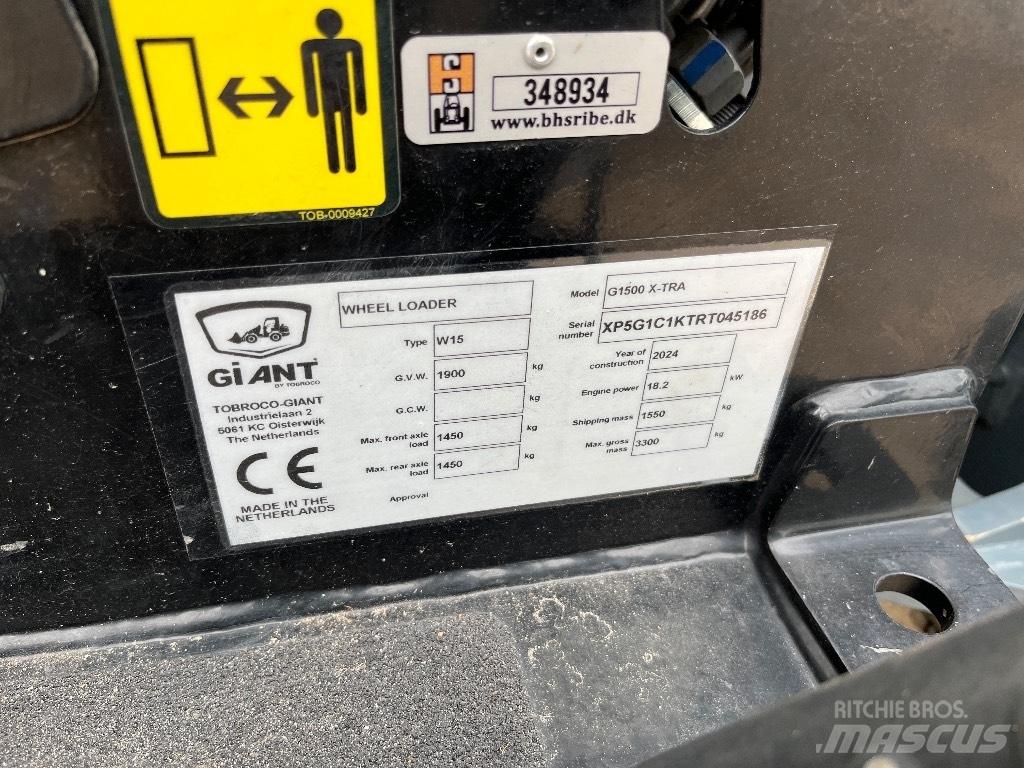 TOB-0009427
348934
www.bhsribe.dk
GiANT
BY TOBROCO
TOBROCO-GIANT
Industrielaan 2
5061 KC Oisterwijk
The Netherlands
CE
MADE IN THE
NETHERLANDS
WHEEL LOADER
Type W15
G.V.W. 1900 kg
G.C.W. kg
Max. front axle
load 1450 kg
Max. rear axle
load 1450 kg
Approval
Model G1500 X-TRA
Serial
number XP5G1C1KTRT045186
Year of
construction 2024
Engine power 18.2 kW
Shipping mass 1550 kg
Max. gross
mass 3300 kg
RITCHIE BROS.
MASCUS